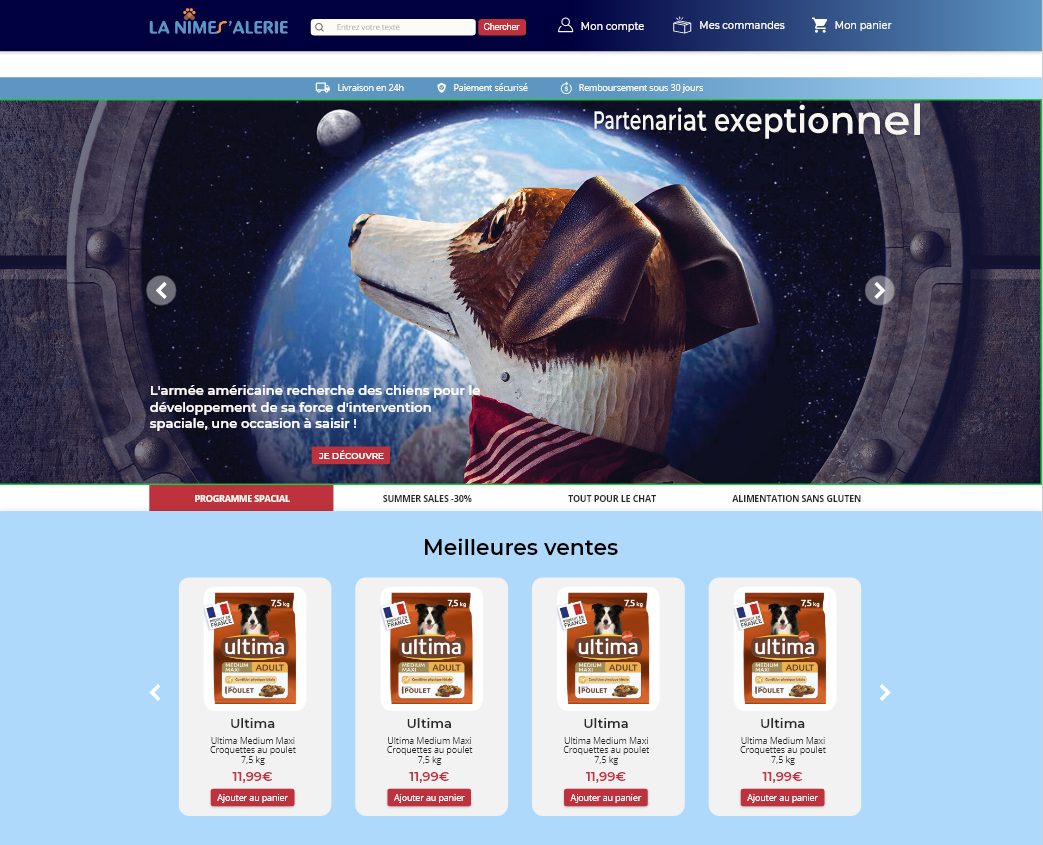 LA NIMES'ALERIE
Entrez votre texte
Chercher
Mon compte
Mes commandes
Mon panier
Livraison en 24h
Paiement sécurisé
Remboursement sous 30 jours
Partenariat exeptionnel
L'armée américaine recherche des chiens pour le
développement de sa force d'intervention
spaciale, une occasion à saisir !
JE DÉCOUVRE
PROGRAMME SPACIAL
SUMMER SALES -30%
TOUT POUR LE CHAT
ALIMENTATION SANS GLUTEN
Meilleures ventes
7,5 kg
FRANCE
ultima
MEDIUM
MAXI
ADULT
POULET
Ultima
Ultima Medium Maxi
Croquettes au poulet
7,5 kg
11,99€
Ajouter au panier
7,5 kg
FRANCE
ultima
MEDIUM
MAXI
ADULT
POULET
Ultima
Ultima Medium Maxi
Croquettes au poulet
7,5 kg
11,99€
Ajouter au panier
7,5 kg
FRANCE
ultima
MEDIUM
MAXI
ADULT
POULET
Ultima
Ultima Medium Maxi
Croquettes au poulet
7,5 kg
11,99€
Ajouter au panier
7,5 kg
FRANCE
ultima
MEDIUM
MAXI
ADULT
POULET
Ultima
Ultima Medium Maxi
Croquettes au poulet
7,5 kg
11,99€
Ajouter au panier